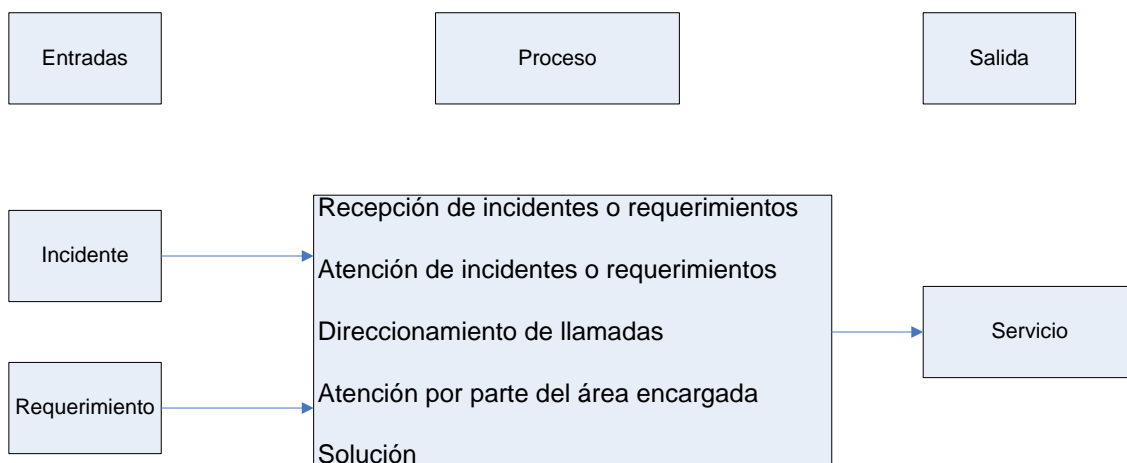 Entradas
Proceso
Salida
Incidente
Requerimiento
Recepción de incidentes o requerimientos
Atención de incidentes o requerimientos
Direccionamiento de llamadas
Atención por parte del área encargada
Solución
Servicio